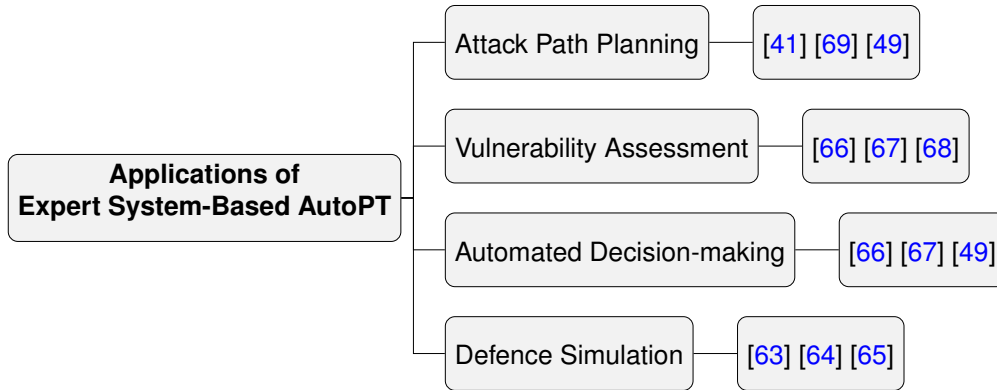 Applications of
Expert System-Based AutoPT
Attack Path Planning
[41] [69] [49]
Vulnerability Assessment
[66] [67] [68]
Automated Decision-making
[66] [67] [49]
Defence Simulation
[63] [64] [65]